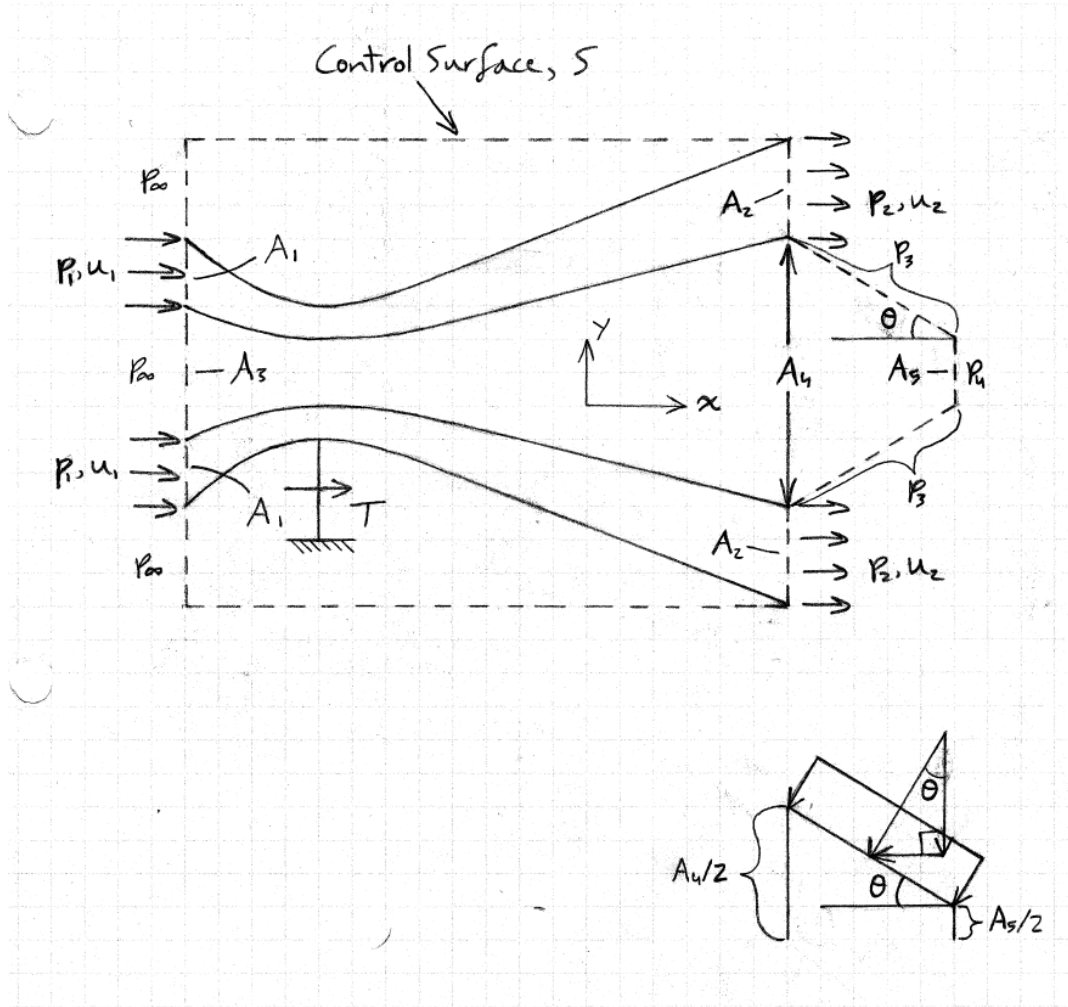 Control Surface, S
P∞
A₁
P₁, u₁
P∞
A₃
P₁, u₁
A₁
T
P∞
y
x
A₂
P₂, u₂
P₃
θ
A₄
A₅
P₄
P₃
A₂
P₂, u₂
θ
A₄/2
θ
A₅/2